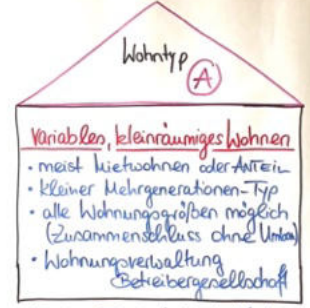 Wohntyp
A
Variables, kleinräumiges Wohnen
• meist Mietwohnen oder ANTEIL
• kleiner Mehrgenerationen-Typ
• alle Wohnungsgrößen möglich
(Zusammenschluss ohne Umbau)
• Wohnungsverwaltung
Betreibergesellschaft